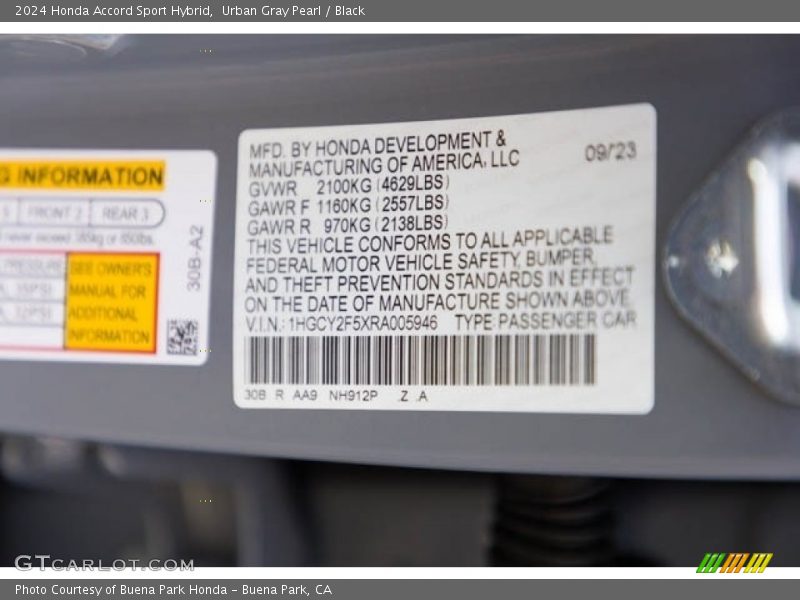 2024 Honda Accord Sport Hybrid,  Urban Gray Pearl / Black
G INFORMATION
FRONT 2 REAR 3
SEE OWNER'S
MANUAL FOR
ADDITIONAL
INFORMATION
30B-A2
MFD. BY HONDA DEVELOPMENT &
MANUFACTURING OF AMERICA, LLC
09/23
GVWR 2100KG (4629LBS)
GAWR F 1160KG (2557LBS)
GAWR R 970KG (2138LBS)
THIS VEHICLE CONFORMS TO ALL APPLICABLE
FEDERAL MOTOR VEHICLE SAFETY, BUMPER,
AND THEFT PREVENTION STANDARDS IN EFFECT
ON THE DATE OF MANUFACTURE SHOWN ABOVE.
V.I.N.: 1HGCY2F5XRA005946 TYPE:PASSENGER CAR
30B R AA9 NH912P .Z .A
GTCARLOT.COM
Photo Courtesy of Buena Park Honda – Buena Park, CA